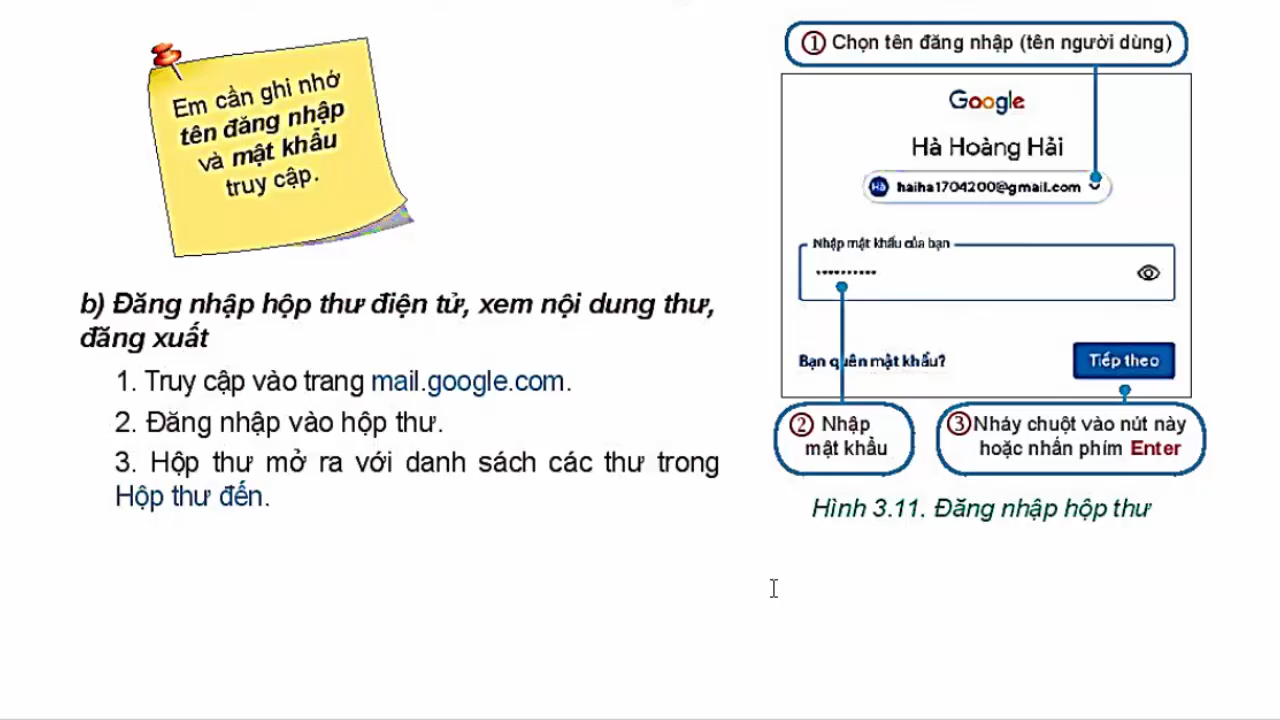 Em cần ghi nhớ
tên đăng nhập
và mật khẩu
truy cập.
b) Đăng nhập hộp thư điện tử, xem nội dung thư,
đăng xuất
1. Truy cập vào trang mail.google.com.
2. Đăng nhập vào hộp thư.
3. Hộp thư mở ra với danh sách các thư trong
Hộp thư đến.
① Chọn tên đăng nhập (tên người dùng)
Google
Hà Hoàng Hải
Hà haiha1704200@gmail.com
Nhập mật khẩu của bạn
Bạn quên mật khẩu?
Tiếp theo
② Nhập
mật khẩu
③ Nháy chuột vào nút này
hoặc nhấn phím Enter
Hình 3.11. Đăng nhập hộp thư